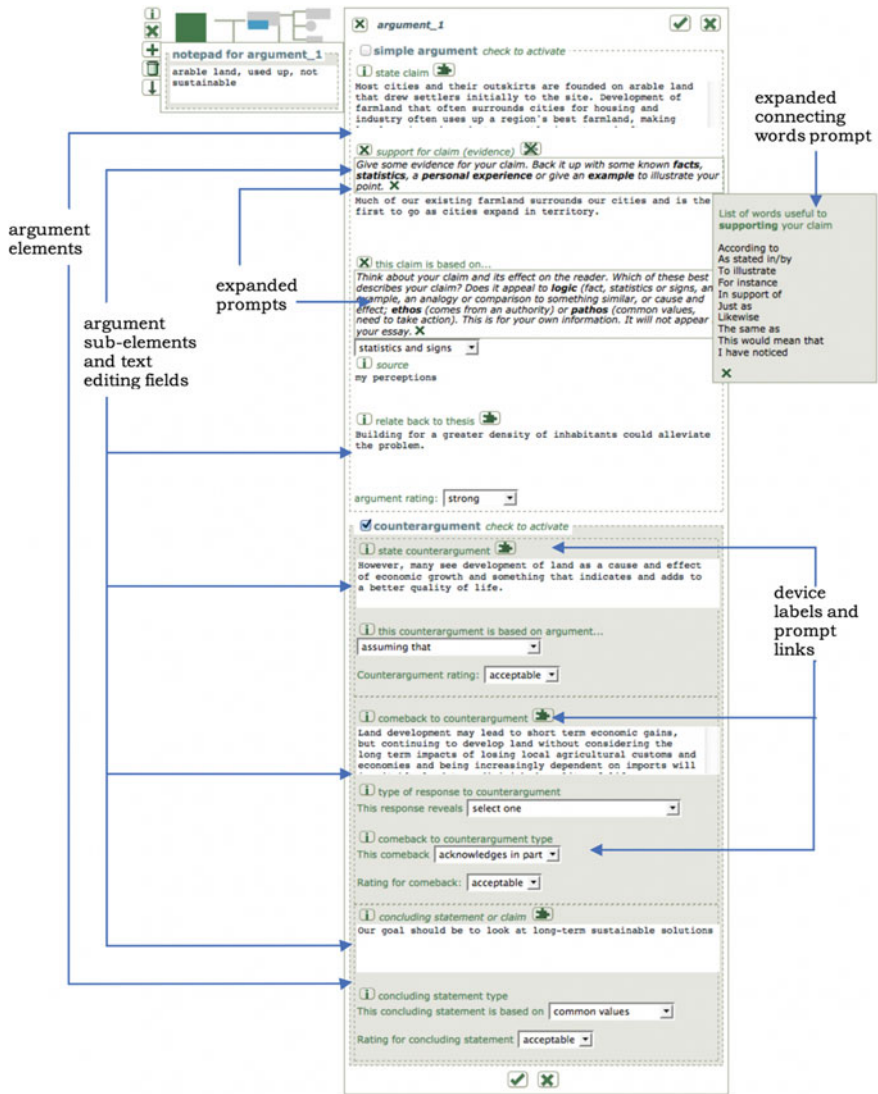 argument_1
notepad for argument_1
arable land, used up, not
sustainable
simple argument check to activate
i state claim
Most cities and their outskirts are founded on arable land
that drew settlers initially to the site. Development of
farmland that often surrounds cities for housing and
industry often uses up a region's best farmland, making
support for claim (evidence)
Give some evidence for your claim. Back it up with some known facts,
statistics, a personal experience or give an example to illustrate your
point.
Much of our existing farmland surrounds our cities and is the
first to go as cities expand in territory.
this claim is based on...
Think about your claim and its effect on the reader. Which of these best
describes your claim? Does it appeal to logic (fact, statistics or signs, an
example, an analogy or comparison to something similar, or cause and
effect; ethos (comes from an authority) or pathos (common values,
need to take action). This is for your own information. It will not appear
your essay.
statistics and signs
i source
my perceptions
i relate back to thesis
Building for a greater density of inhabitants could alleviate
the problem.
argument rating: strong
counterargument check to activate
i state counterargument
However, many see development of land as a cause and effect
of economic growth and something that indicates and adds to
a better quality of life.
i this counterargument is based on argument...
assuming that
Counterargument rating: acceptable
i comeback to counterargument
Land development may lead to short term economic gains,
but continuing to develop land without considering the
long term impacts of losing local agricultural customs and
economies and being increasingly dependent on imports will
i type of response to counterargument
This response reveals select one
i comeback to counterargument type
This comeback acknowledges in part
Rating for comeback: acceptable
i concluding statement or claim
Our goal should be to look at long-term sustainable solutions
i concluding statement type
This concluding statement is based on common values
Rating for concluding statement acceptable
argument
elements
expanded
prompts
argument
sub-elements
and text
editing fields
expanded
connecting
words prompt
List of words useful to
supporting your claim
According to
As stated in/by
To illustrate
For instance
In support of
Just as
Likewise
The same as
This would mean that
I have noticed
device
labels and
prompt
links